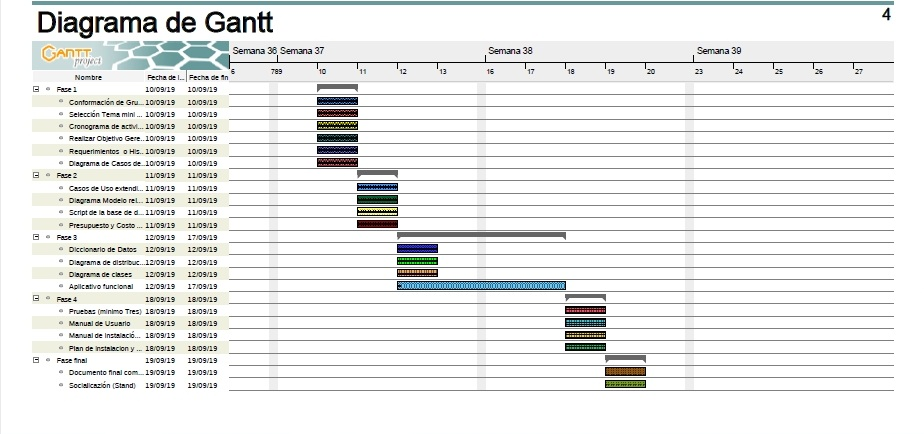 Diagrama de Gantt
4
GANTT project
Semana 36 Semana 37 Semana 38 Semana 39
Nombre Fecha de i... Fecha de fin
6 7 8 9 10 11 12 13 16 17 18 19 20 23 24 25 26 27
Fase 1 10/09/19 10/09/19
Conformación de Gru... 10/09/19 10/09/19
Selección Tema mini ... 10/09/19 10/09/19
Cronograma de activi... 10/09/19 10/09/19
Realizar Objetivo Gere... 10/09/19 10/09/19
Requerimientos o His... 10/09/19 10/09/19
Diagrama de Casos de... 10/09/19 10/09/19
Fase 2 11/09/19 11/09/19
Casos de Uso extendi... 11/09/19 11/09/19
Diagrama Modelo rel... 11/09/19 11/09/19
Script de la base de d... 11/09/19 11/09/19
Presupuesto y Costo ... 11/09/19 11/09/19
Fase 3 12/09/19 17/09/19
Diccionario de Datos 12/09/19 12/09/19
Diagrama de distribuc... 12/09/19 12/09/19
Diagrama de clases 12/09/19 12/09/19
Aplicativo funcional 12/09/19 17/09/19
Fase 4 18/09/19 18/09/19
Pruebas (minimo Tres) 18/09/19 18/09/19
Manual de Usuario 18/09/19 18/09/19
Manual de instalació... 18/09/19 18/09/19
Plan de instalacion y ... 18/09/19 18/09/19
Fase final 19/09/19 19/09/19
Documento final com... 19/09/19 19/09/19
Socialicazión (Stand) 19/09/19 19/09/19